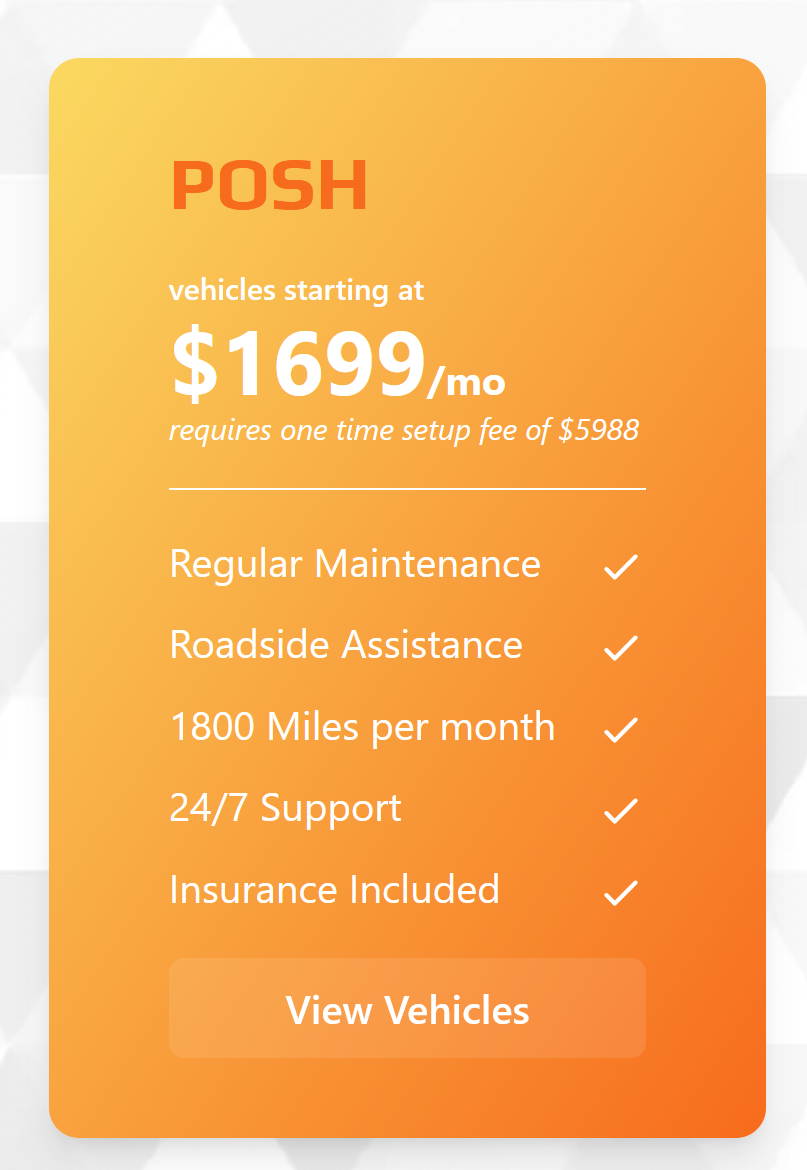 POSH
vehicles starting at
$1699/mo
requires one time setup fee of $5988
Regular Maintenance
Roadside Assistance
1800 Miles per month
24/7 Support
Insurance Included
View Vehicles